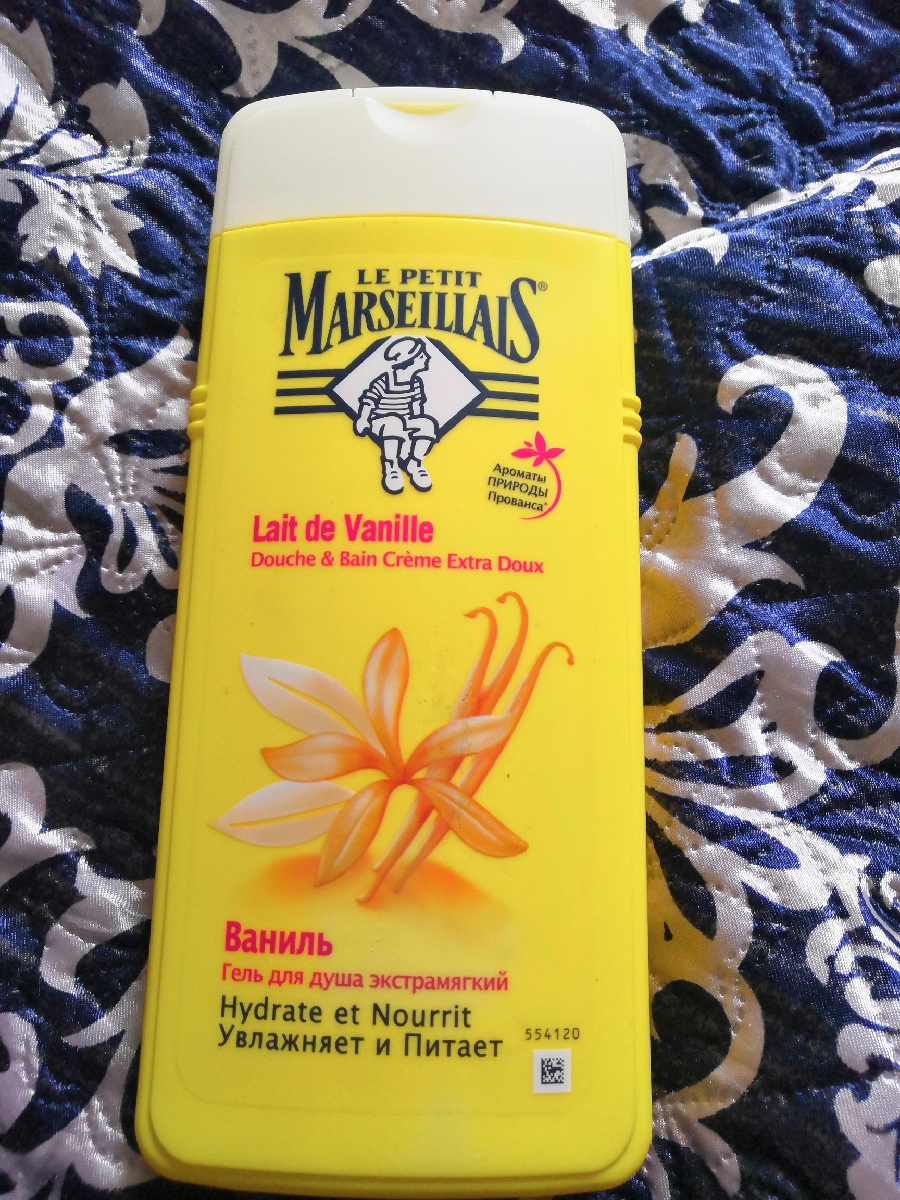 LE PETIT
MARSEILLAIS®
Ароматы
ПРИРОДЫ
Прованса*
Lait de Vanille
Douche & Bain Crème Extra Doux
Ваниль
Гель для душа экстрамягкий
Hydrate et Nourrit
Увлажняет и Питает
554120